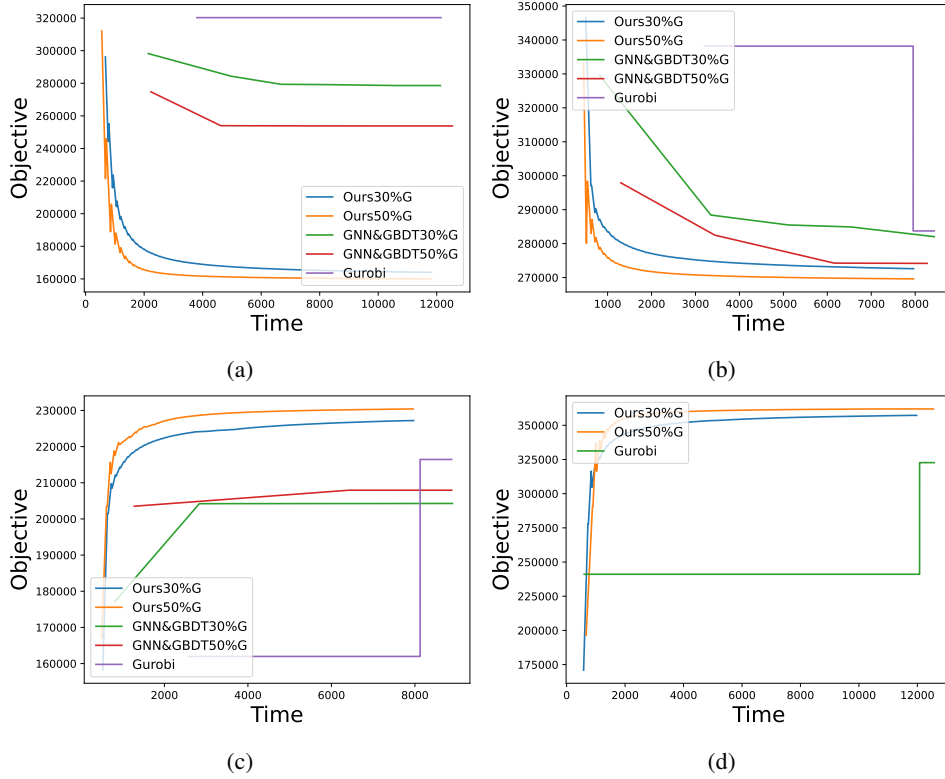 320000
300000
280000
260000
240000
220000
200000
180000
160000
Objective
Ours30%G
Ours50%G
GNN&GBDT30%G
GNN&GBDT50%G
Gurobi
0 2000 4000 6000 8000 10000 12000
Time
(a)
350000
340000
330000
320000
310000
300000
290000
280000
270000
Objective
Ours30%G
Ours50%G
GNN&GBDT30%G
GNN&GBDT50%G
Gurobi
1000 2000 3000 4000 5000 6000 7000 8000
Time
(b)
230000
220000
210000
200000
190000
180000
170000
160000
Objective
Ours30%G
Ours50%G
GNN&GBDT30%G
GNN&GBDT50%G
Gurobi
2000 4000 6000 8000
Time
(c)
350000
325000
300000
275000
250000
225000
200000
175000
Objective
Ours30%G
Ours50%G
Gurobi
0 2000 4000 6000 8000 10000 12000
Time
(d)